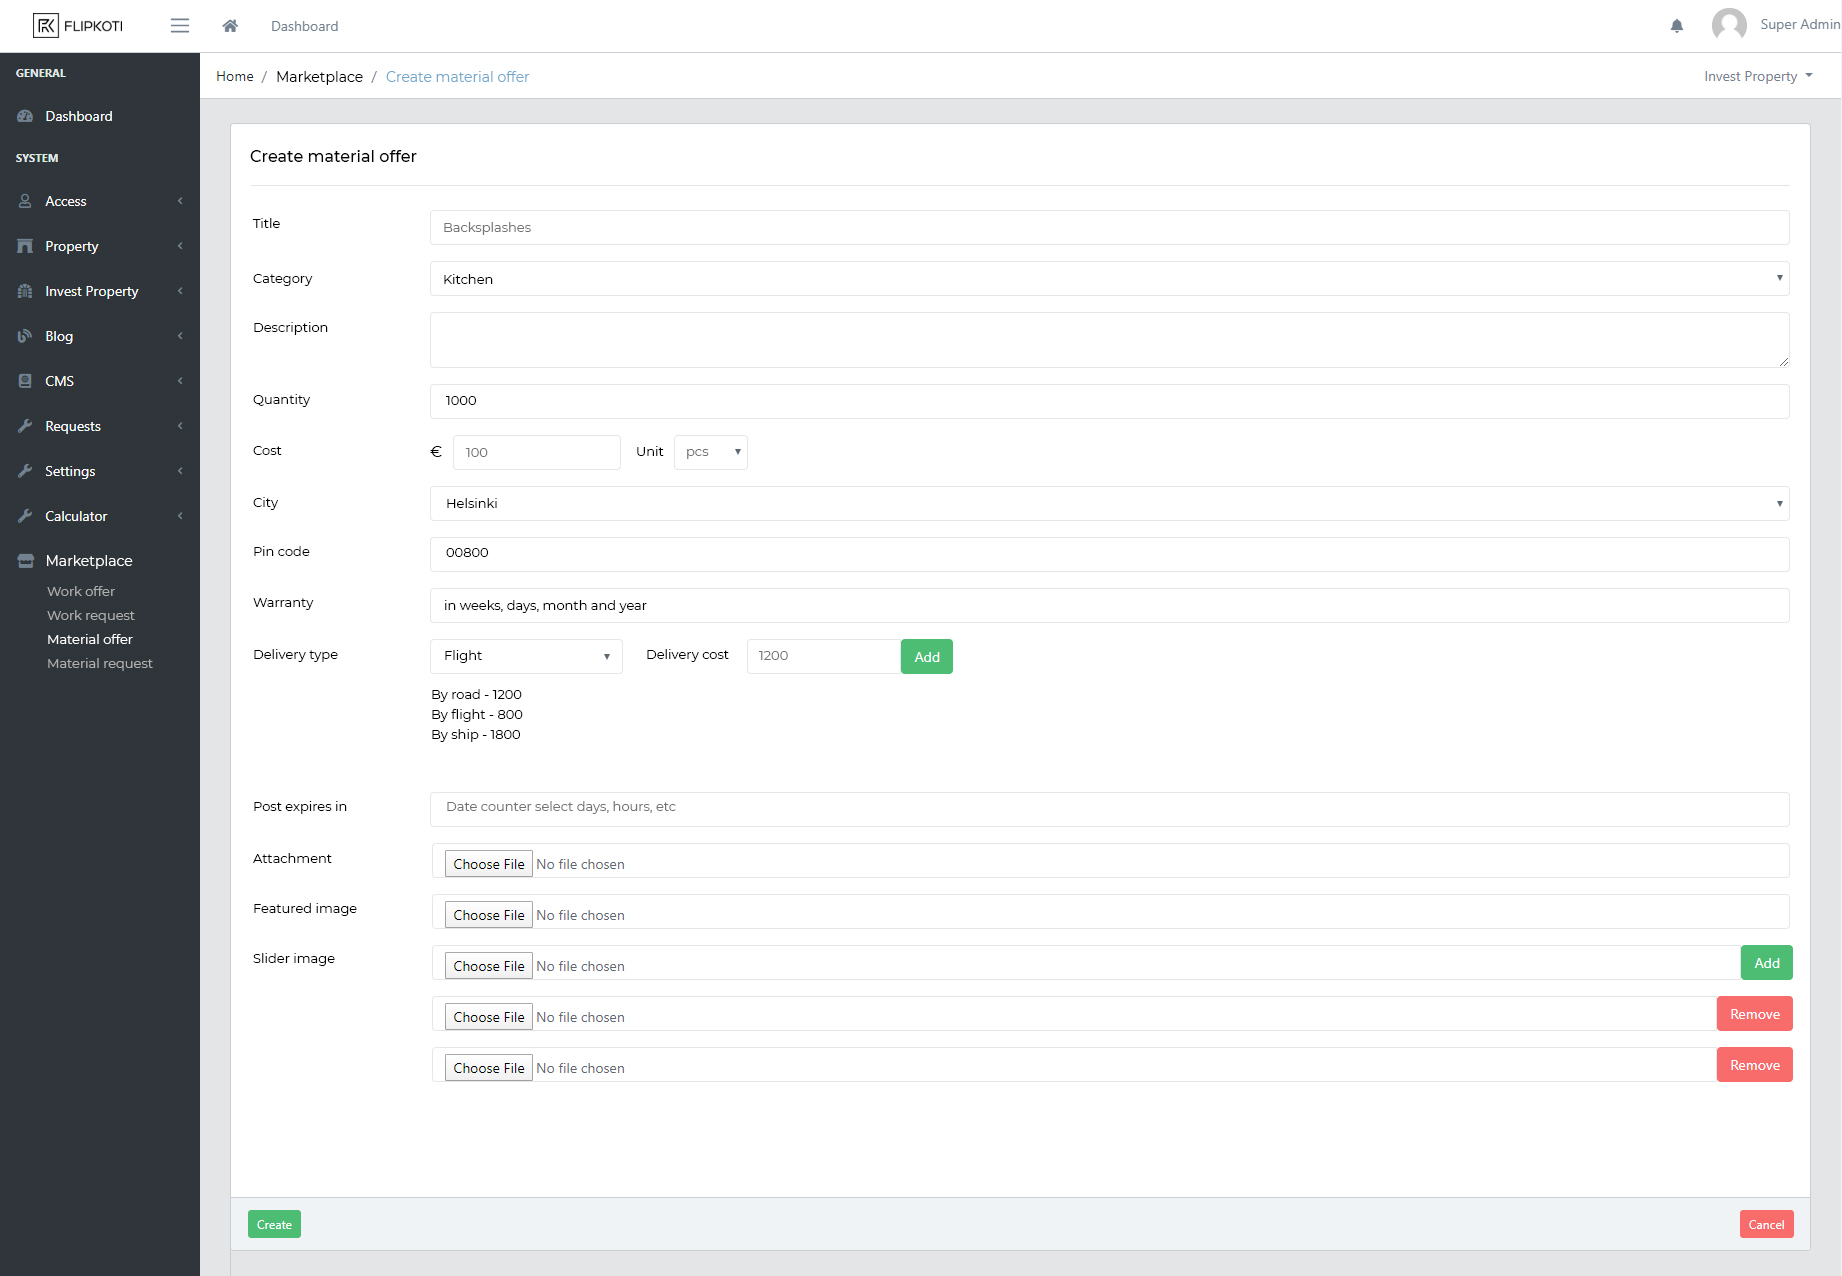 FK FLIPKOTI
Dashboard
Super Admin
GENERAL
Dashboard
SYSTEM
Access
Property
Invest Property
Blog
CMS
Requests
Settings
Calculator
Marketplace
Work offer
Work request
Material offer
Material request
Home / Marketplace / Create material offer
Invest Property
Create material offer
Title Backsplashes
Category Kitchen
Description
Quantity 1000
Cost € 100 Unit pcs
City Helsinki
Pin code 00800
Warranty in weeks, days, month and year
Delivery type Flight Delivery cost 1200 Add
By road - 1200
By flight - 800
By ship - 1800
Post expires in Date counter select days, hours, etc
Attachment Choose File No file chosen
Featured image Choose File No file chosen
Slider image Choose File No file chosen Add
Choose File No file chosen Remove
Choose File No file chosen Remove
Create Cancel